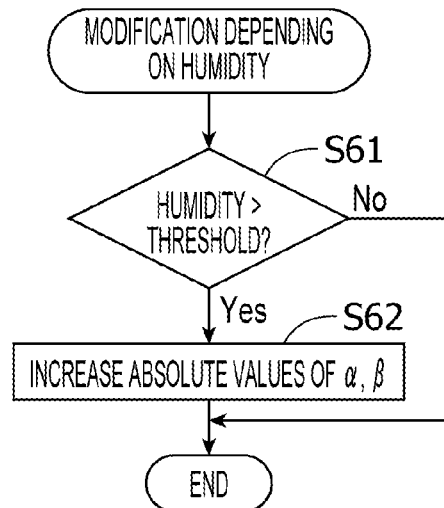 MODIFICATION DEPENDING
ON HUMIDITY
S61
HUMIDITY >
THRESHOLD?
No
Yes
S62
INCREASE ABSOLUTE VALUES OF α, β
END